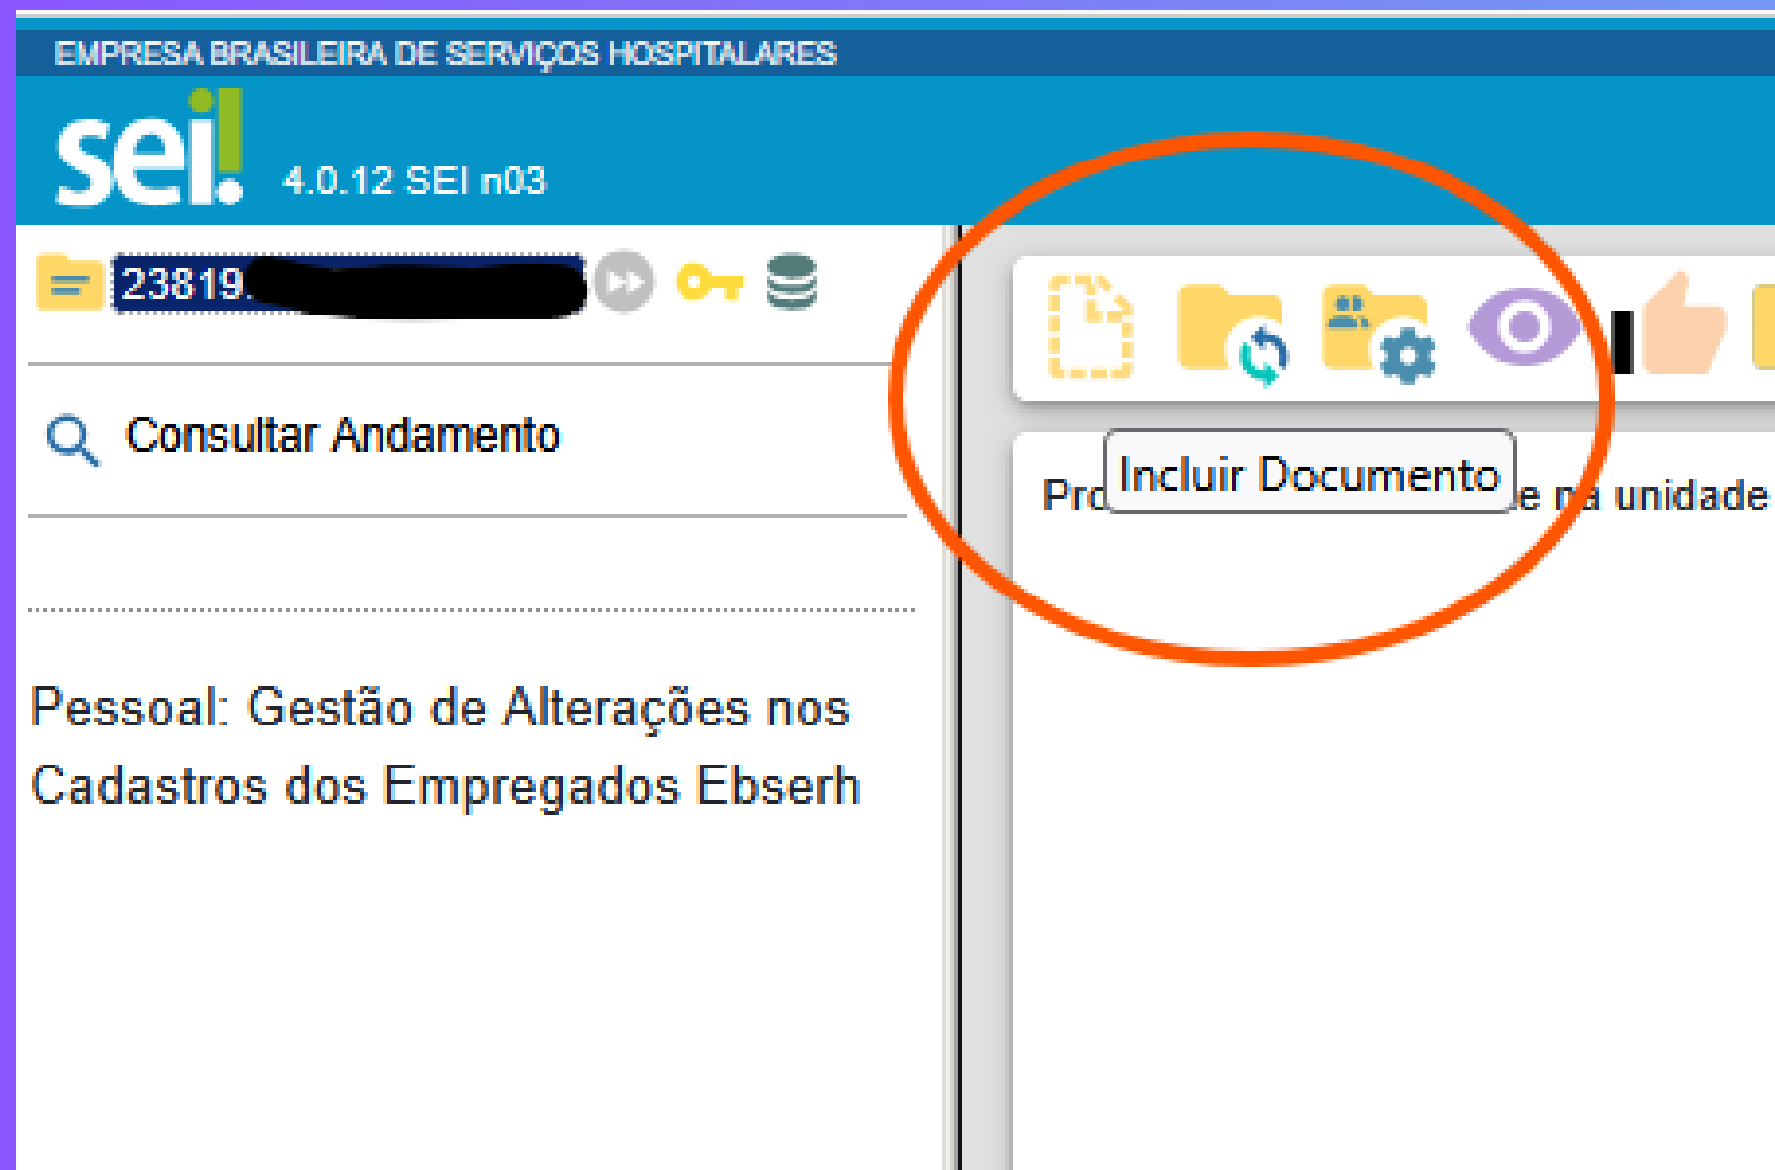 EMPRESA BRASILEIRA DE SERVIÇOS HOSPITALARES
sei!
4.0.12 SEI n03
23819.
Consultar Andamento
Incluir Documento
Pro e na unidade
Pessoal: Gestão de Alterações nos
Cadastros dos Empregados Ebserh